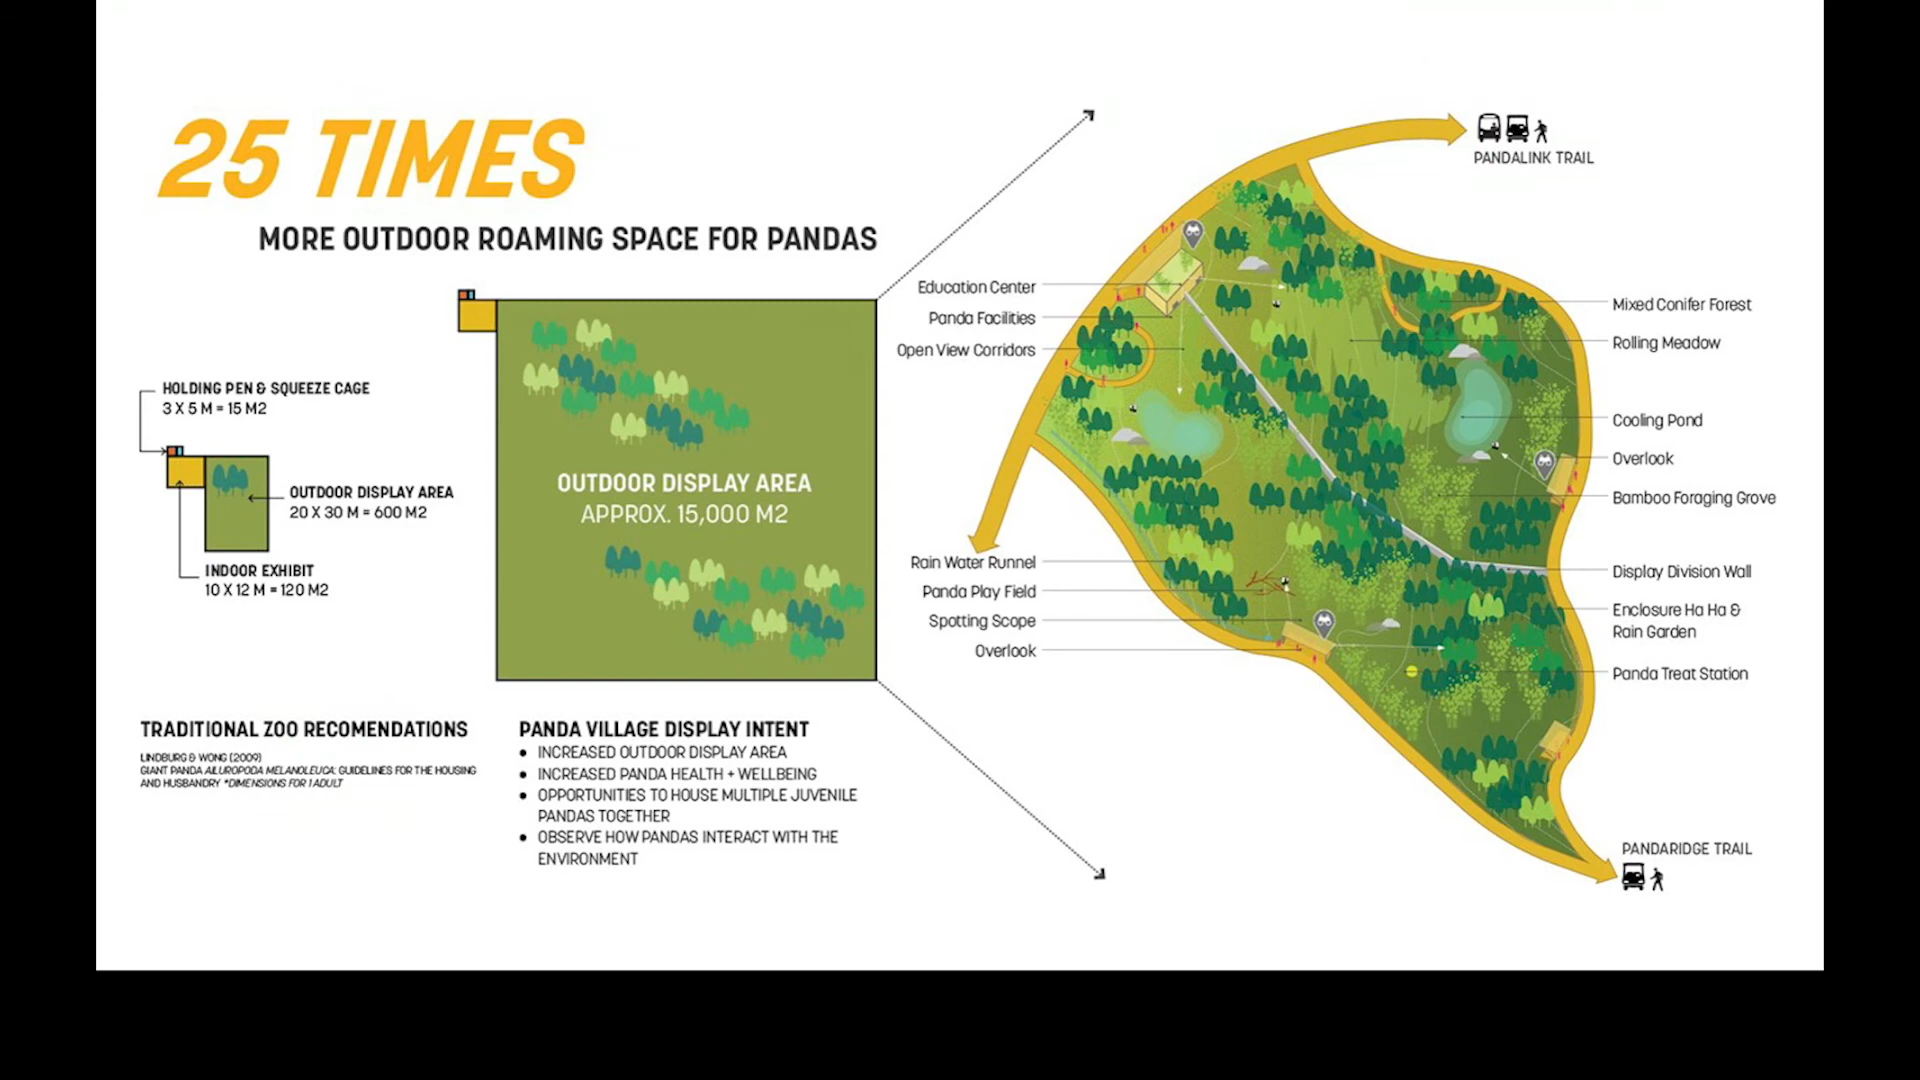 25 TIMES
MORE OUTDOOR ROAMING SPACE FOR PANDAS
HOLDING PEN & SQUEEZE CAGE
3 X 5 M = 15 M2
OUTDOOR DISPLAY AREA
20 X 30 M = 600 M2
INDOOR EXHIBIT
10 X 12 M = 120 M2
OUTDOOR DISPLAY AREA
APPROX. 15,000 M2
TRADITIONAL ZOO RECOMENDATIONS
LINDBURG & WONG (2009)
GIANT PANDA AILUROPODA MELANOLEUCA: GUIDELINES FOR THE HOUSING
AND HUSBANDRY *DIMENSIONS FOR 1 ADULT
PANDA VILLAGE DISPLAY INTENT
• INCREASED OUTDOOR DISPLAY AREA
• INCREASED PANDA HEALTH + WELLBEING
• OPPORTUNITIES TO HOUSE MULTIPLE JUVENILE
PANDAS TOGETHER
• OBSERVE HOW PANDAS INTERACT WITH THE
ENVIRONMENT
PANDALINK TRAIL
Education Center
Panda Facilities
Open View Corridors
Rain Water Runnel
Panda Play Field
Spotting Scope
Overlook
Mixed Conifer Forest
Rolling Meadow
Cooling Pond
Overlook
Bamboo Foraging Grove
Display Division Wall
Enclosure Ha Ha &
Rain Garden
Panda Treat Station
PANDARIDGE TRAIL